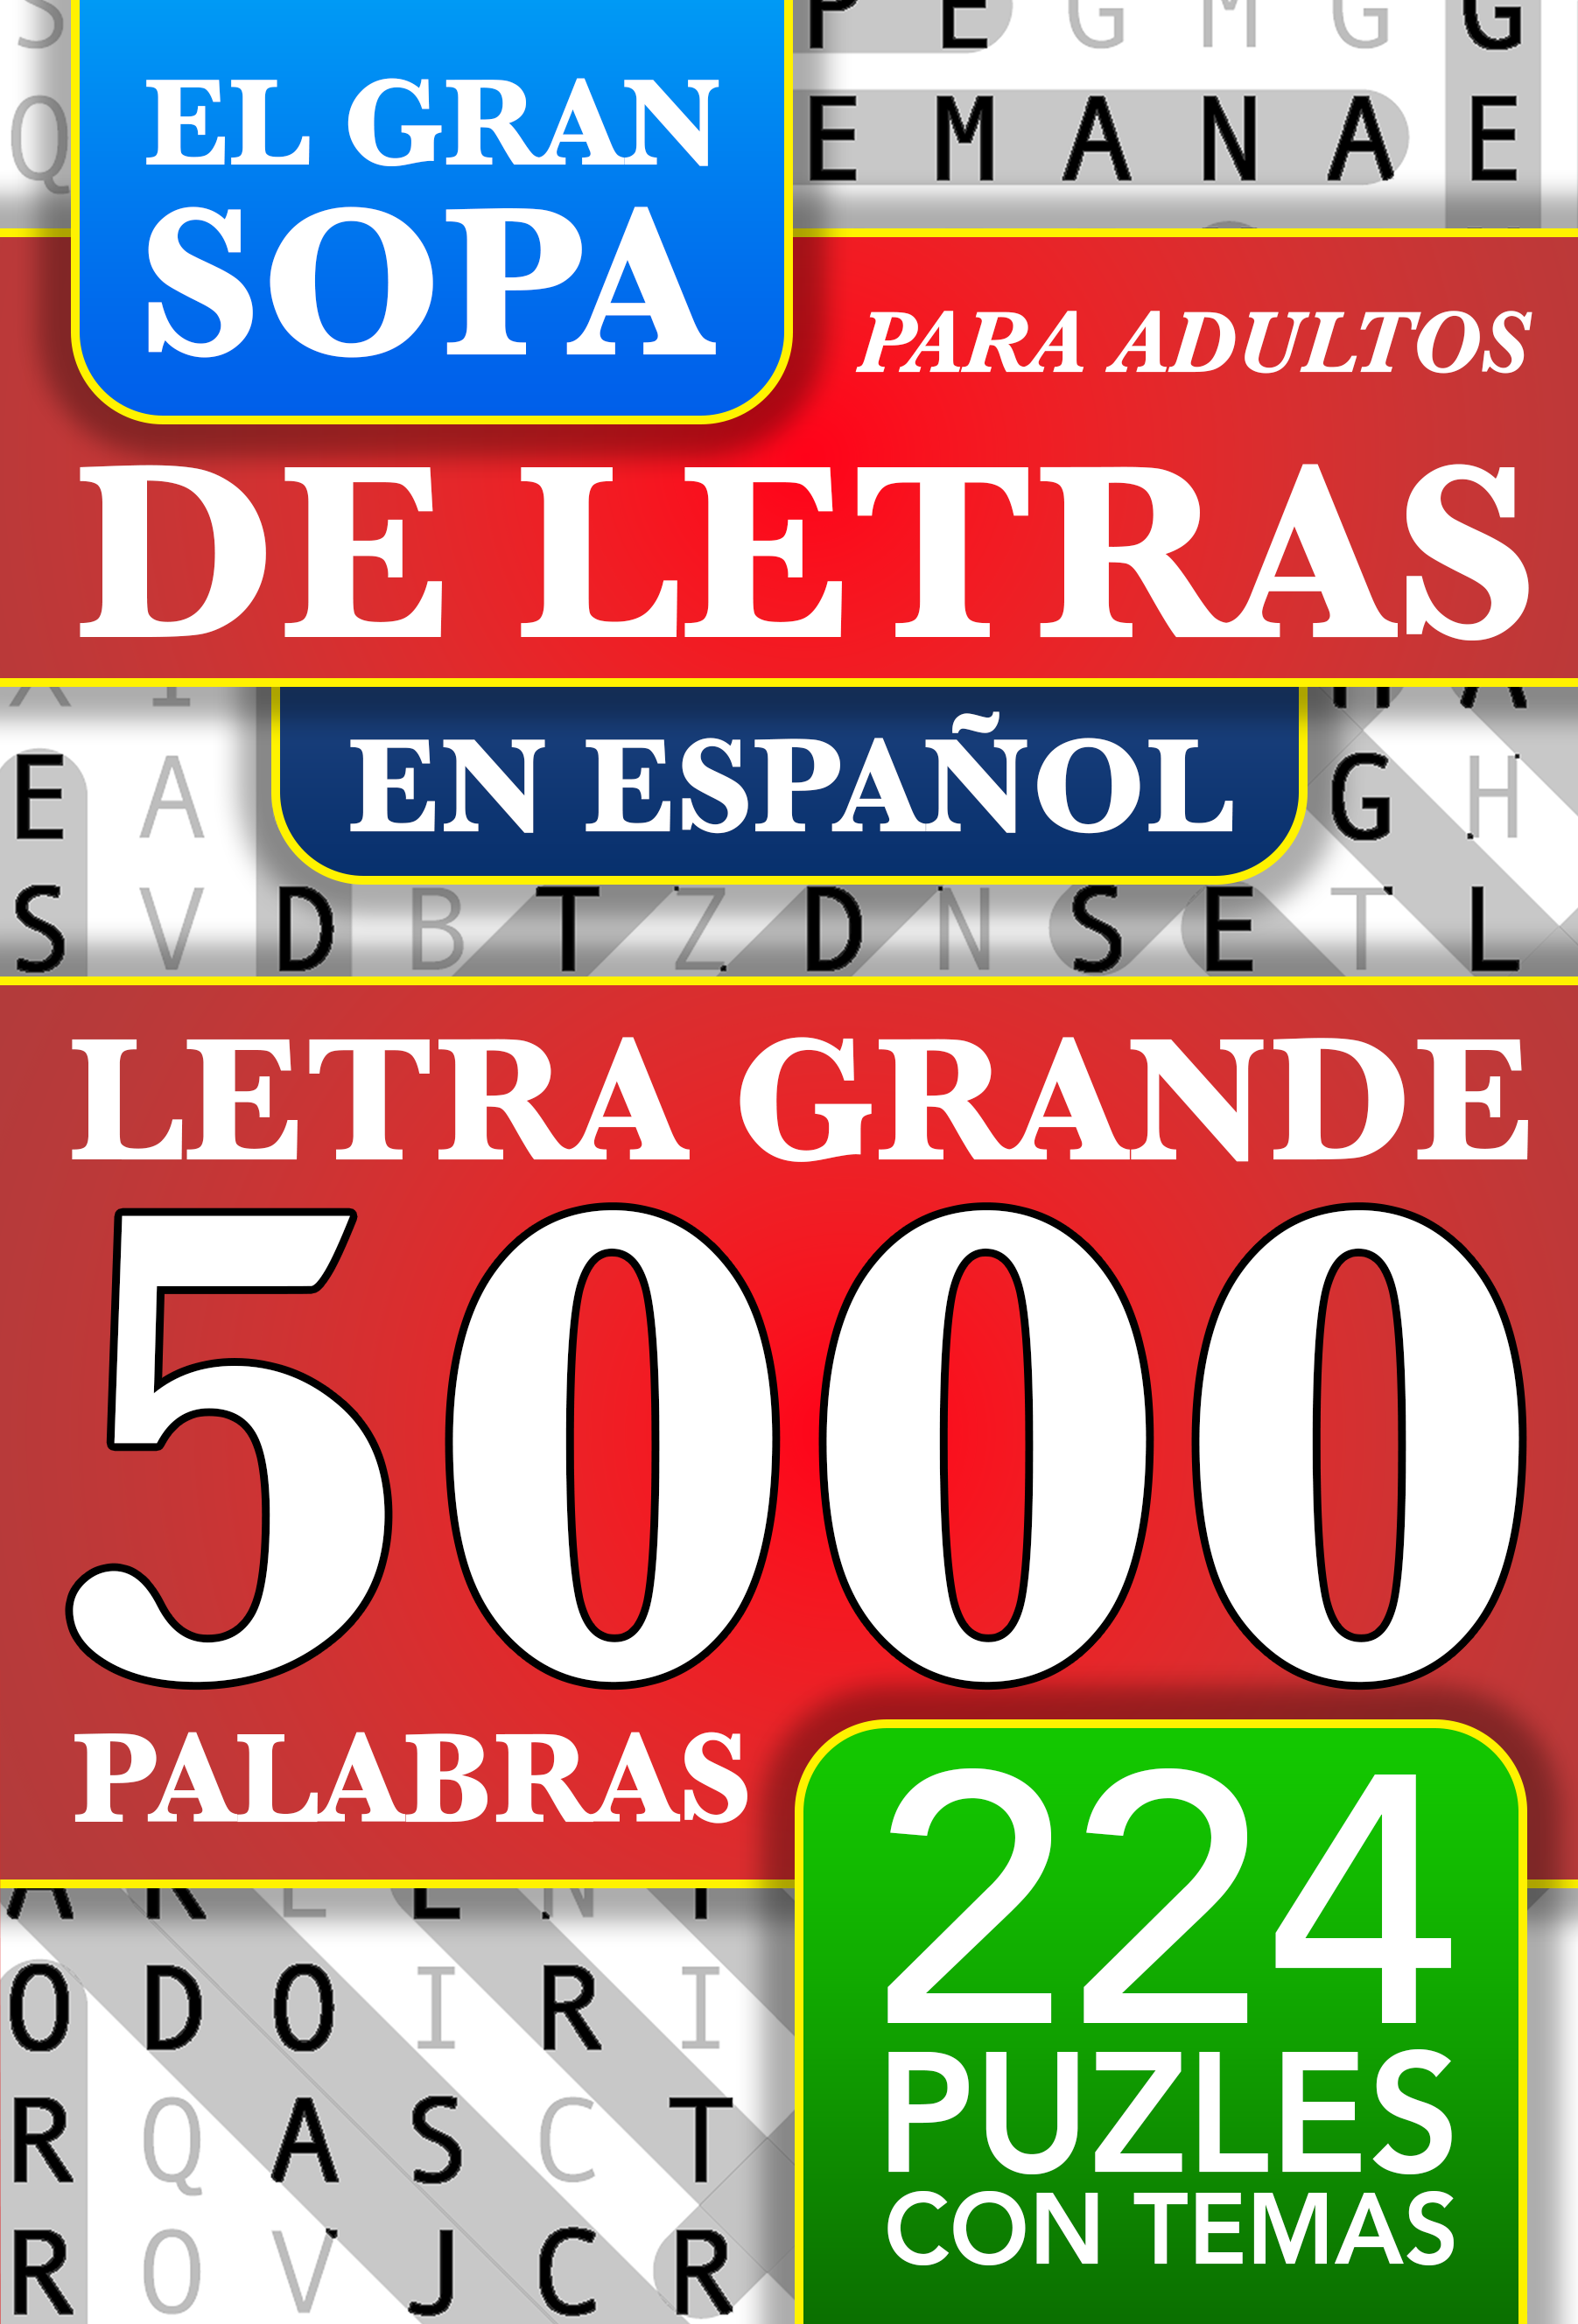 P E G M G G
S
Q E M A N A E
EL GRAN
SOPA
PARA ADULTOS
DE LETRAS
EN ESPAÑOL
E A G H
S V D B T Z D N S E T L
LETRA GRANDE
5000
PALABRAS
224
PUZLES
CON TEMAS
O D O I R I
R Q A S C T
R O V J C R